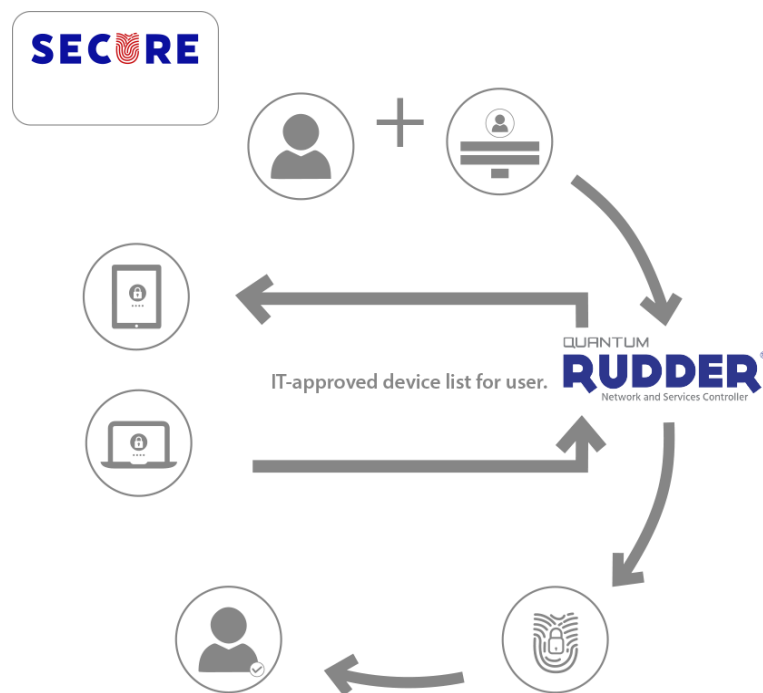 SECURE
IT-approved device list for user.
QUANTUM
RUDDER
Network and Services Controller